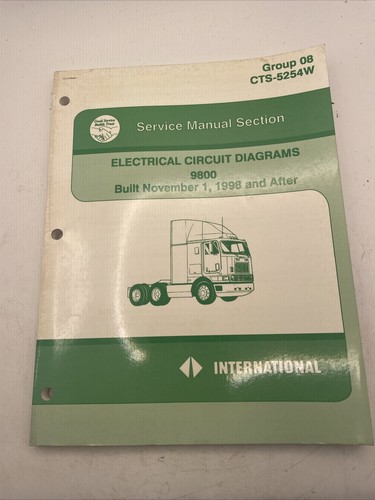 Group 08
CTS-5254W
Service Manual Section
ELECTRICAL CIRCUIT DIAGRAMS
9800
Built November 1, 1998 and After
INTERNATIONAL